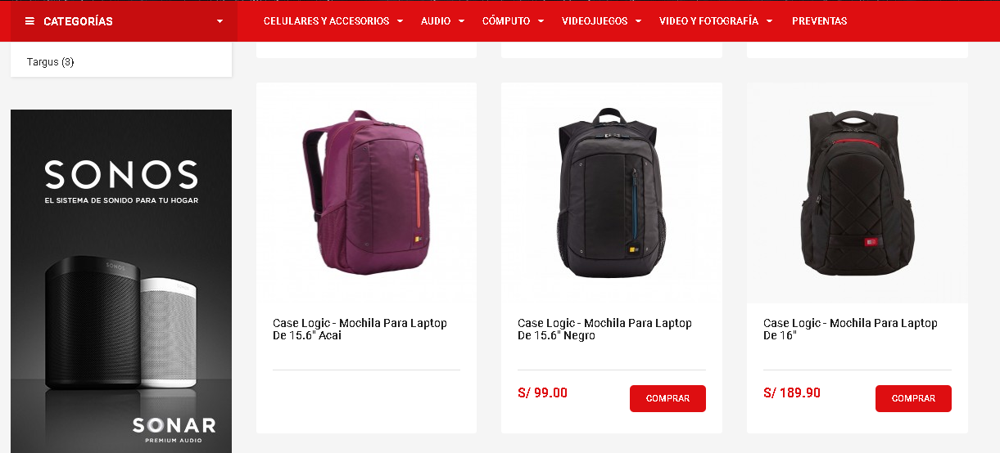 CATEGORÍAS
CELULARES Y ACCESORIOS
AUDIO
CÓMPUTO
VIDEOJUEGOS
VIDEO Y FOTOGRAFÍA
PREVENTAS
Targus (3)
SONOS
EL SISTEMA DE SONIDO PARA TU HOGAR
SONOS
SONAR
PREMIUM AUDIO
Case Logic - Mochila Para Laptop
De 15.6" Acai
Case Logic - Mochila Para Laptop
De 15.6" Negro
S/ 99.00
COMPRAR
Case Logic - Mochila Para Laptop
De 16"
S/ 189.90
COMPRAR